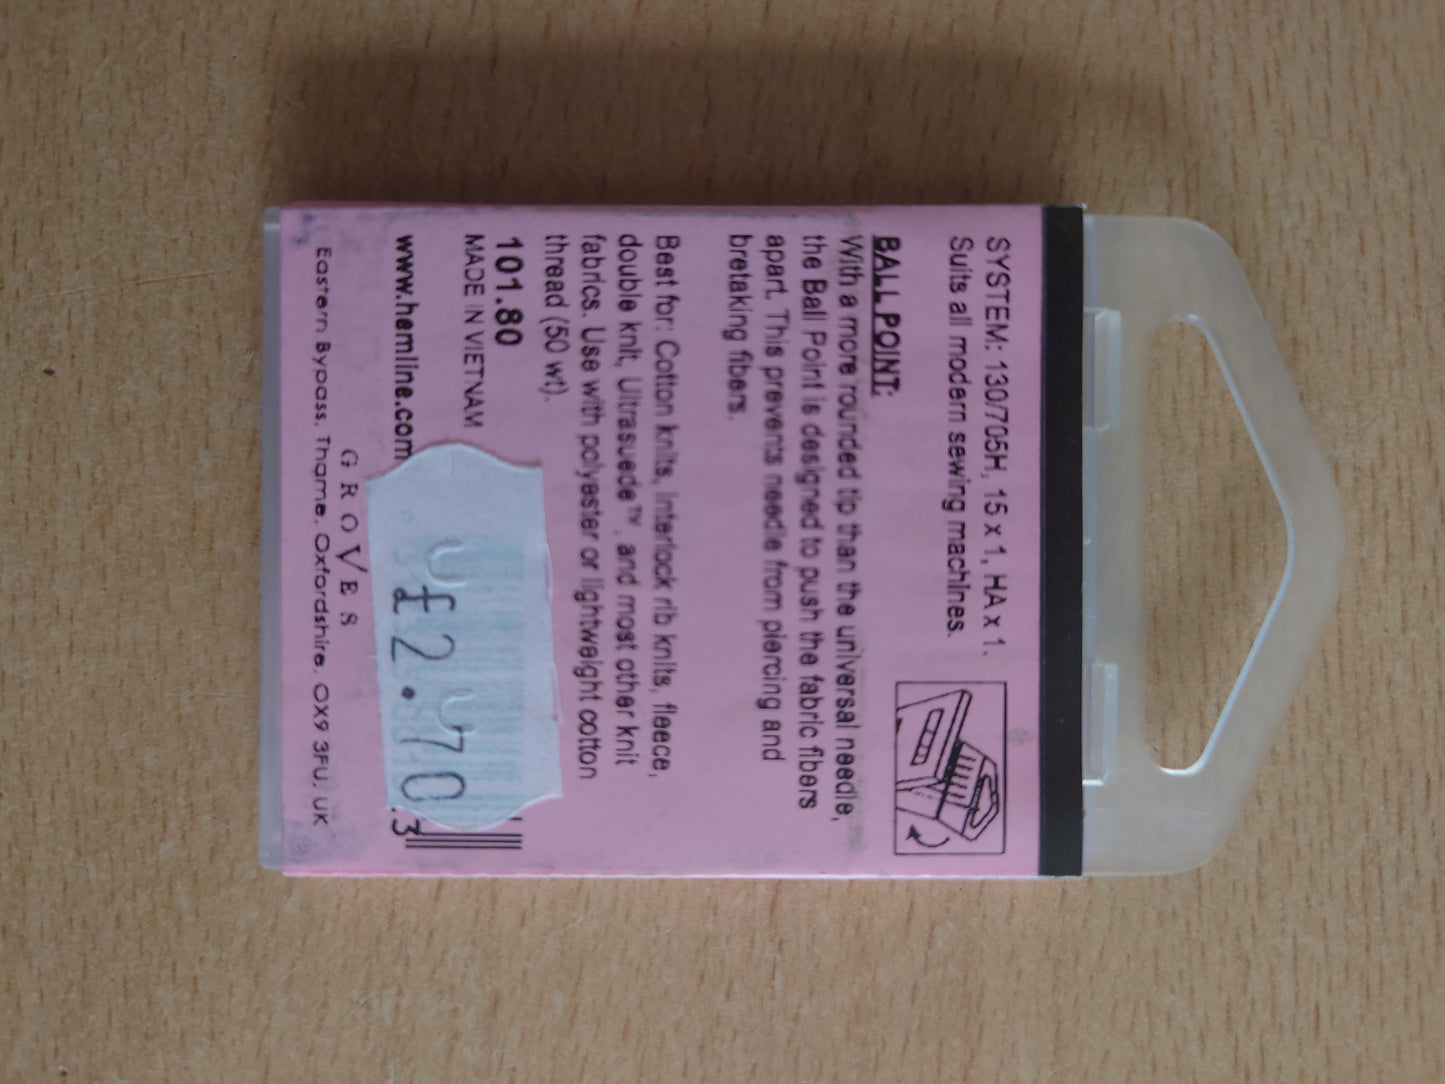 SYSTEM: 130/705H, 15 x 1, HA x 1.
Suits all modern sewing machines.
BALL POINT:
With a more rounded tip than the universal needle,
the Ball Point is designed to push the fabric fibers
apart. This prevents needle from piercing and
bretaking fibers.
Best for: Cotton knits, interlock rib knits, fleece,
double knit, Ultrasuede™, and most other knit
fabrics. Use with polyester or lightweight cotton
thread (50 wt).
101.80
MADE IN VIETNAM
www.hemline.com
£2.70
3
GROVES
Eastern Bypass, Thame, Oxfordshire, OX9 3FU, UK